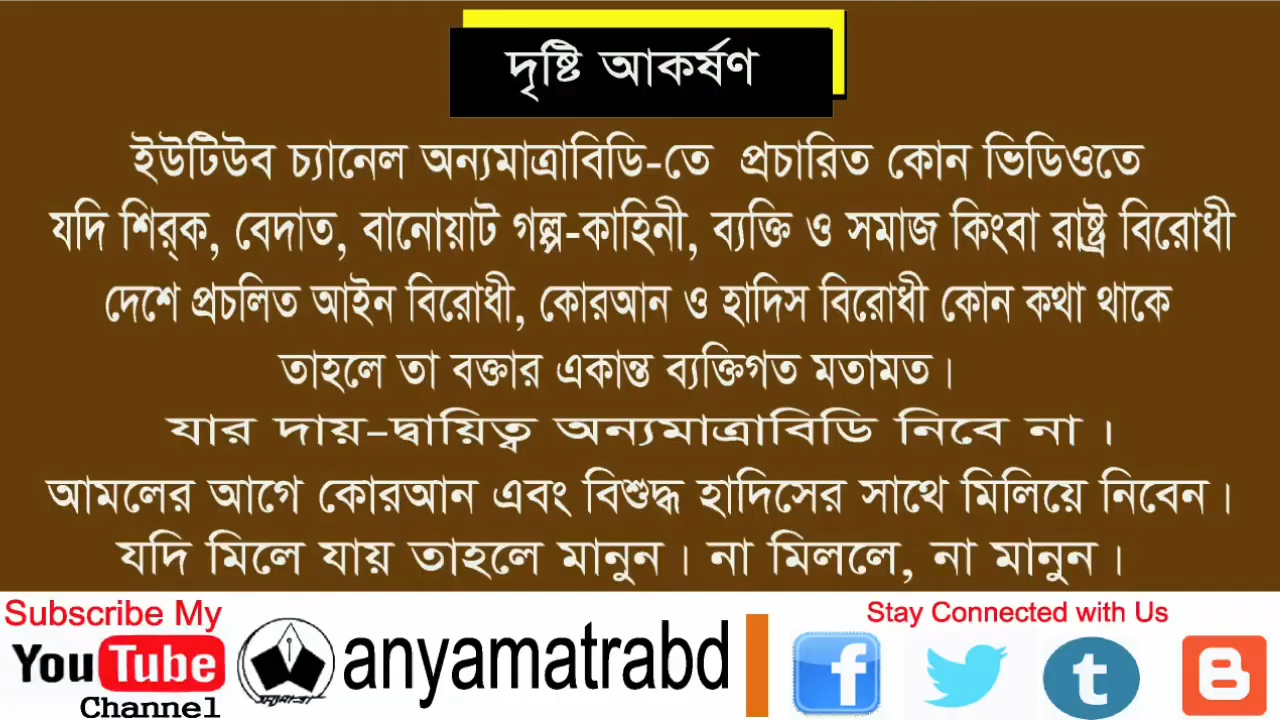 দৃষ্টি আকর্ষণ
ইউটিউব চ্যানেল অন্যমাত্রাবিডি-তে প্রচারিত কোন ভিডিওতে
যদি শির্‌ক, বেদাত, বানোয়াট গল্প-কাহিনী, ব্যক্তি ও সমাজ কিংবা রাষ্ট্র বিরোধী
দেশে প্রচলিত আইন বিরোধী, কোরআন ও হাদিস বিরোধী কোন কথা থাকে
তাহলে তা বক্তার একান্ত ব্যক্তিগত মতামত।
যার দায়-দ্বায়িত্ব অন্যমাত্রাবিডি নিবে না।
আমলের আগে কোরআন এবং বিশুদ্ধ হাদিসের সাথে মিলিয়ে নিবেন।
যদি মিলে যায় তাহলে মানুন। না মিললে, না মানুন।
Subscribe My
YouTube
Channel
অন্যমাত্রা
anyamatrabd
Stay Connected with Us